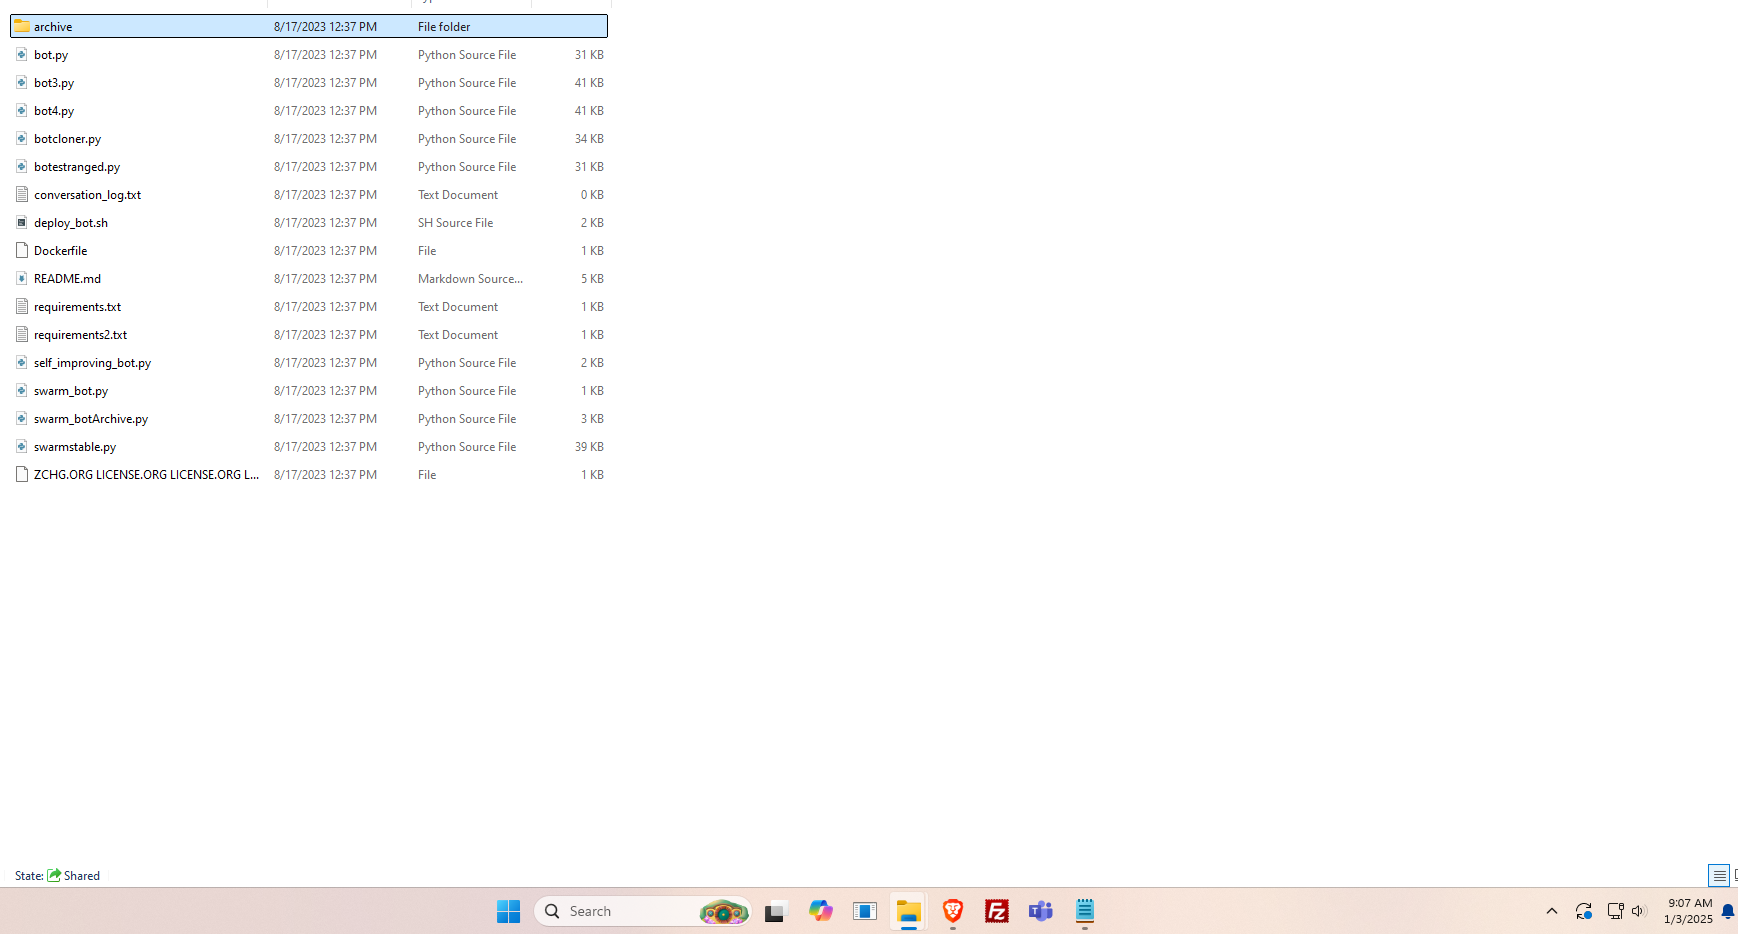 archive 8/17/2023 12:37 PM File folder
bot.py 8/17/2023 12:37 PM Python Source File 31 KB
bot3.py 8/17/2023 12:37 PM Python Source File 41 KB
bot4.py 8/17/2023 12:37 PM Python Source File 41 KB
botcloner.py 8/17/2023 12:37 PM Python Source File 34 KB
botestranged.py 8/17/2023 12:37 PM Python Source File 31 KB
conversation_log.txt 8/17/2023 12:37 PM Text Document 0 KB
deploy_bot.sh 8/17/2023 12:37 PM SH Source File 2 KB
Dockerfile 8/17/2023 12:37 PM File 1 KB
README.md 8/17/2023 12:37 PM Markdown Source... 5 KB
requirements.txt 8/17/2023 12:37 PM Text Document 1 KB
requirements2.txt 8/17/2023 12:37 PM Text Document 1 KB
self_improving_bot.py 8/17/2023 12:37 PM Python Source File 2 KB
swarm_bot.py 8/17/2023 12:37 PM Python Source File 1 KB
swarm_botArchive.py 8/17/2023 12:37 PM Python Source File 3 KB
swarmstable.py 8/17/2023 12:37 PM Python Source File 39 KB
ZCHG.ORG LICENSE.ORG LICENSE.ORG L... 8/17/2023 12:37 PM File 1 KB
State: Shared
Search
9:07 AM
1/3/2025